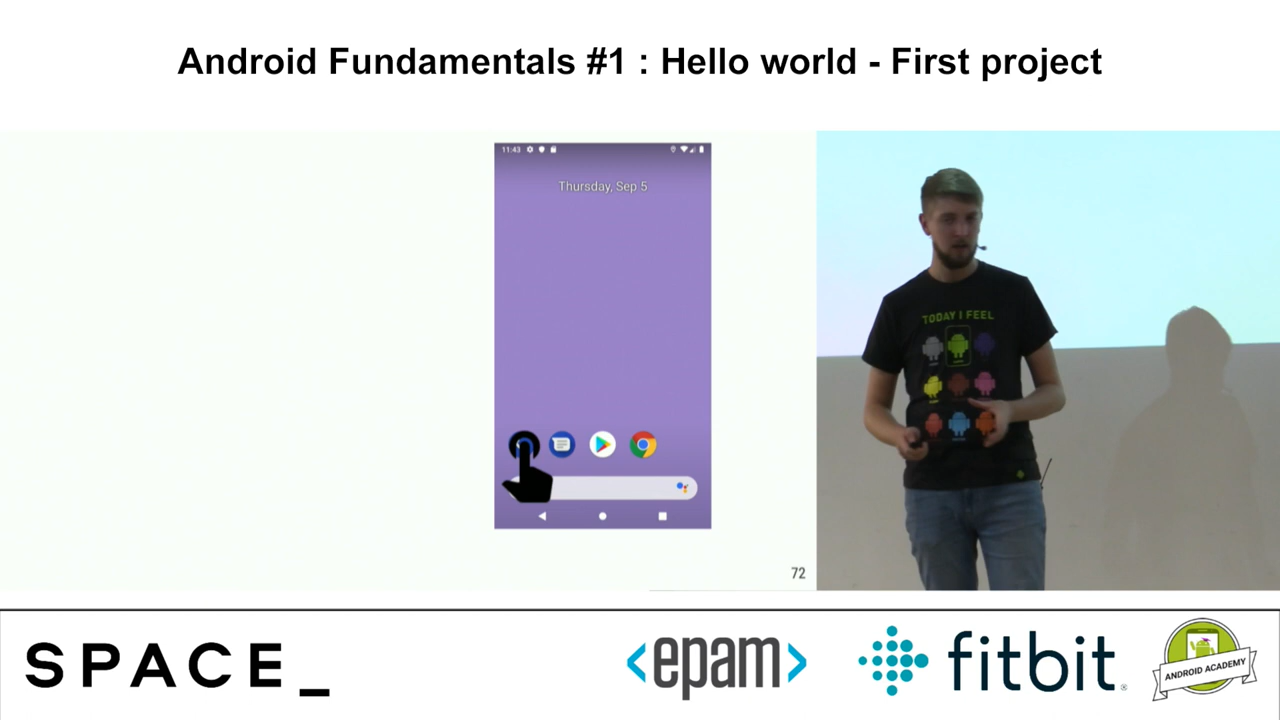 Android Fundamentals #1 : Hello world - First project
11:43
Thursday, Sep 5
TODAY I FEEL
72
SPACE_
<epam>
fitbit
ANDROID ACADEMY